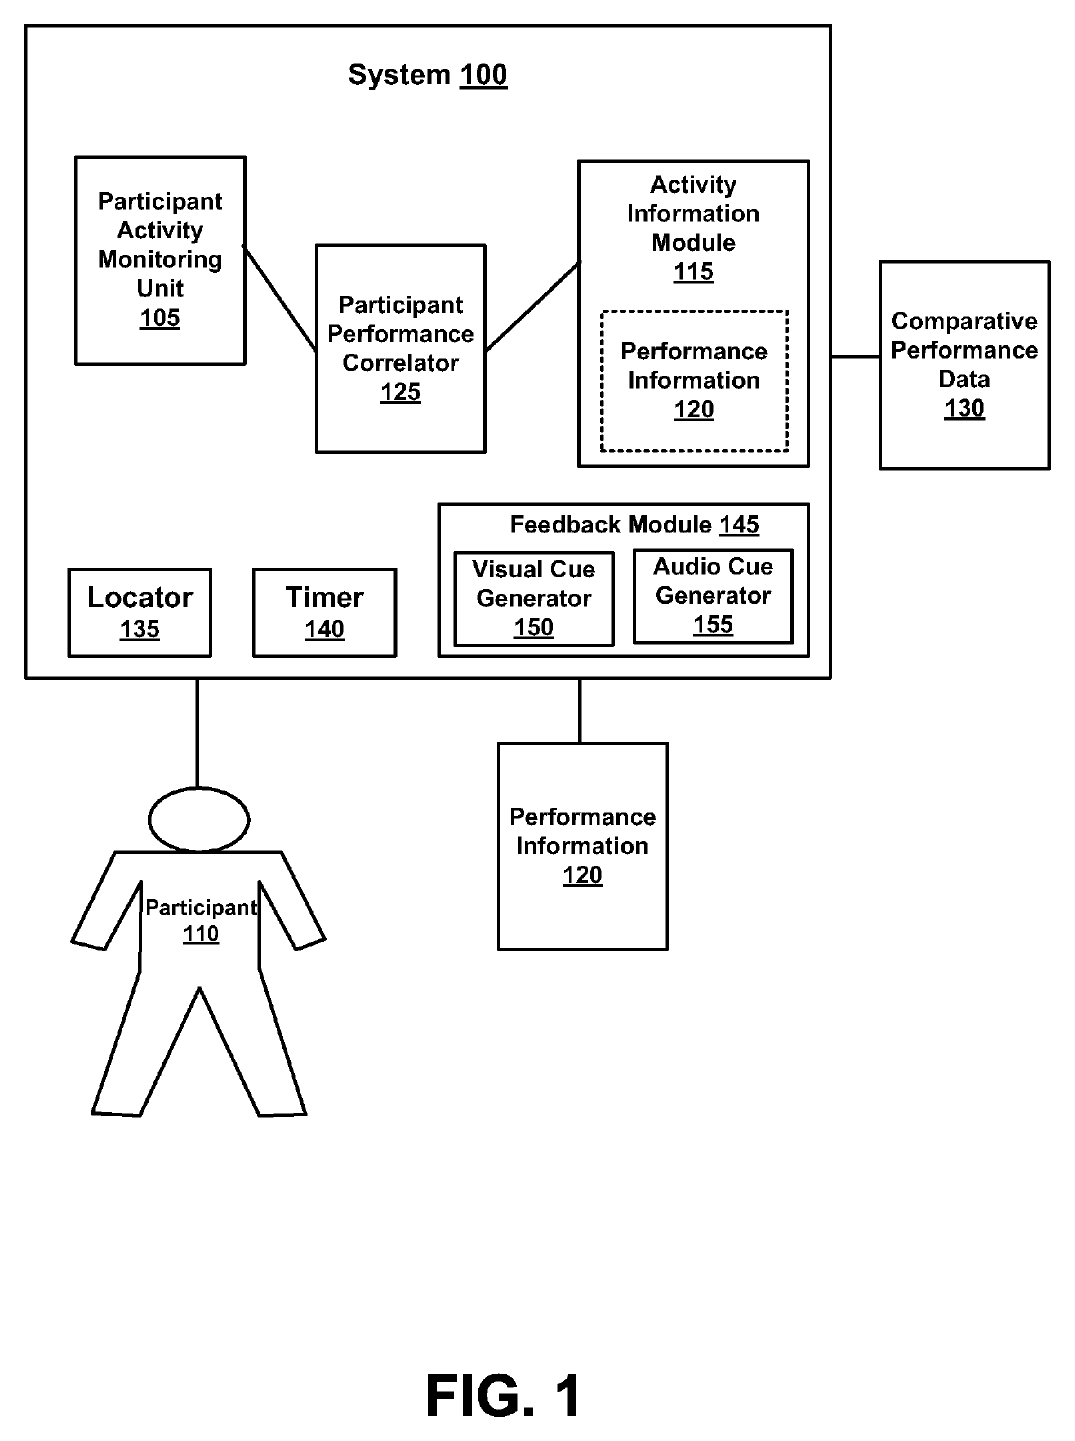 System 100
Participant
Activity
Monitoring
Unit
105
Participant
Performance
Correlator
125
Activity
Information
Module
115
Performance
Information
120
Comparative
Performance
Data
130
Locator
135
Timer
140
Feedback Module 145
Visual Cue
Generator
150
Audio Cue
Generator
155
Participant
110
Performance
Information
120
FIG. 1